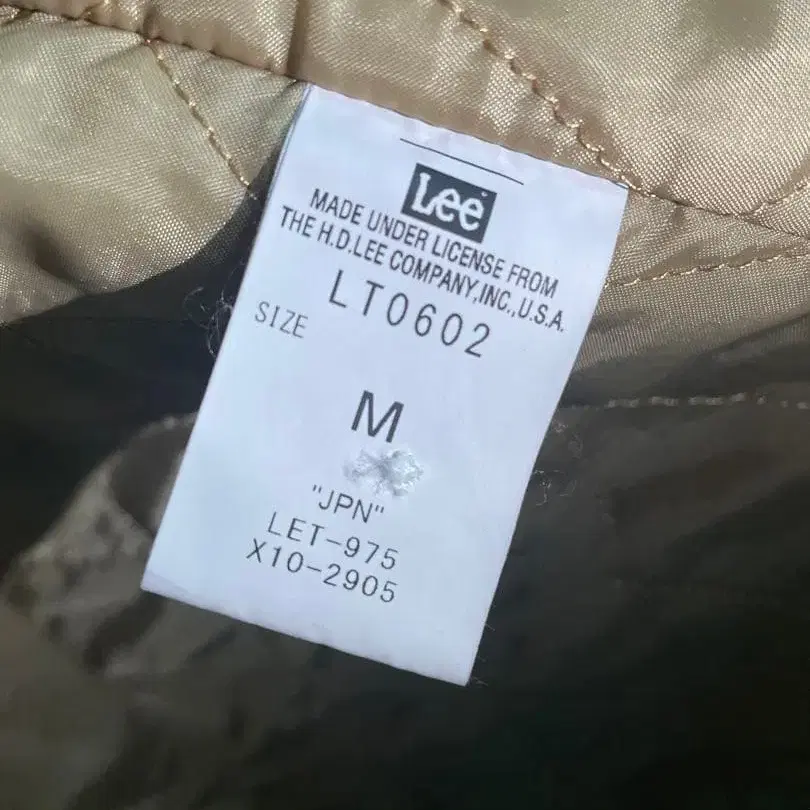 Lee
MADE UNDER LICENSE FROM
THE H.D.LEE COMPANY,INC.,U.S.A.
LT0602
SIZE
M
"JPN"
LET-975
X10-2905